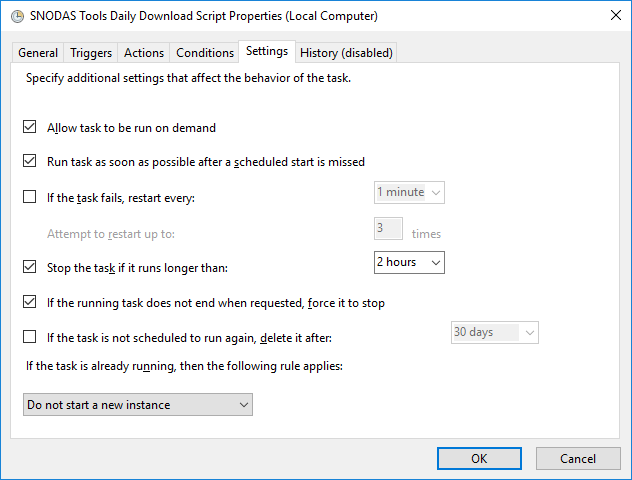 SNODAS Tools Daily Download Script Properties (Local Computer)
General Triggers Actions Conditions Settings History (disabled)
Specify additional settings that affect the behavior of the task.
Allow task to be run on demand
Run task as soon as possible after a scheduled start is missed
If the task fails, restart every: 1 minute
Attempt to restart up to: 3 times
Stop the task if it runs longer than: 2 hours
If the running task does not end when requested, force it to stop
If the task is not scheduled to run again, delete it after: 30 days
If the task is already running, then the following rule applies:
Do not start a new instance
OK Cancel